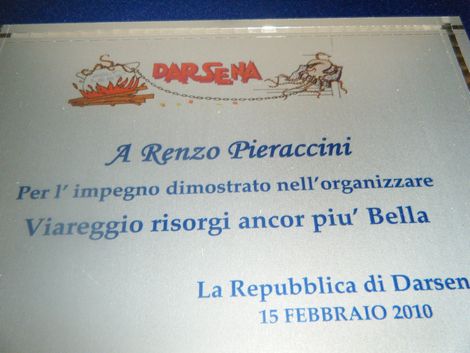 DARSENA
A Renzo Pieraccini
Per l' impegno dimostrato nell'organizzare
Viareggio risorgi ancor piu' Bella
La Repubblica di Darsen
15 FEBBRAIO 2010